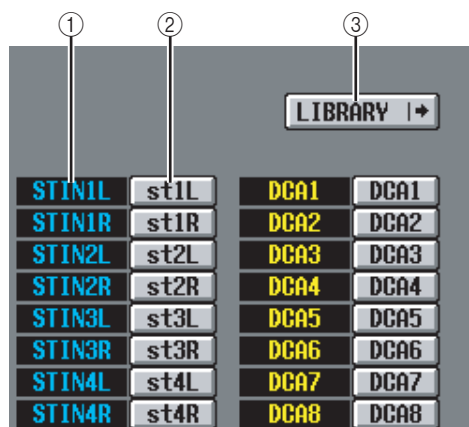 ① ② ③
LIBRARY
STIN1L st1L DCA1 DCA1
STIN1R st1R DCA2 DCA2
STIN2L st2L DCA3 DCA3
STIN2R st2R DCA4 DCA4
STIN3L st3L DCA5 DCA5
STIN3R st3R DCA6 DCA6
STIN4L st4L DCA7 DCA7
STIN4R st4R DCA8 DCA8